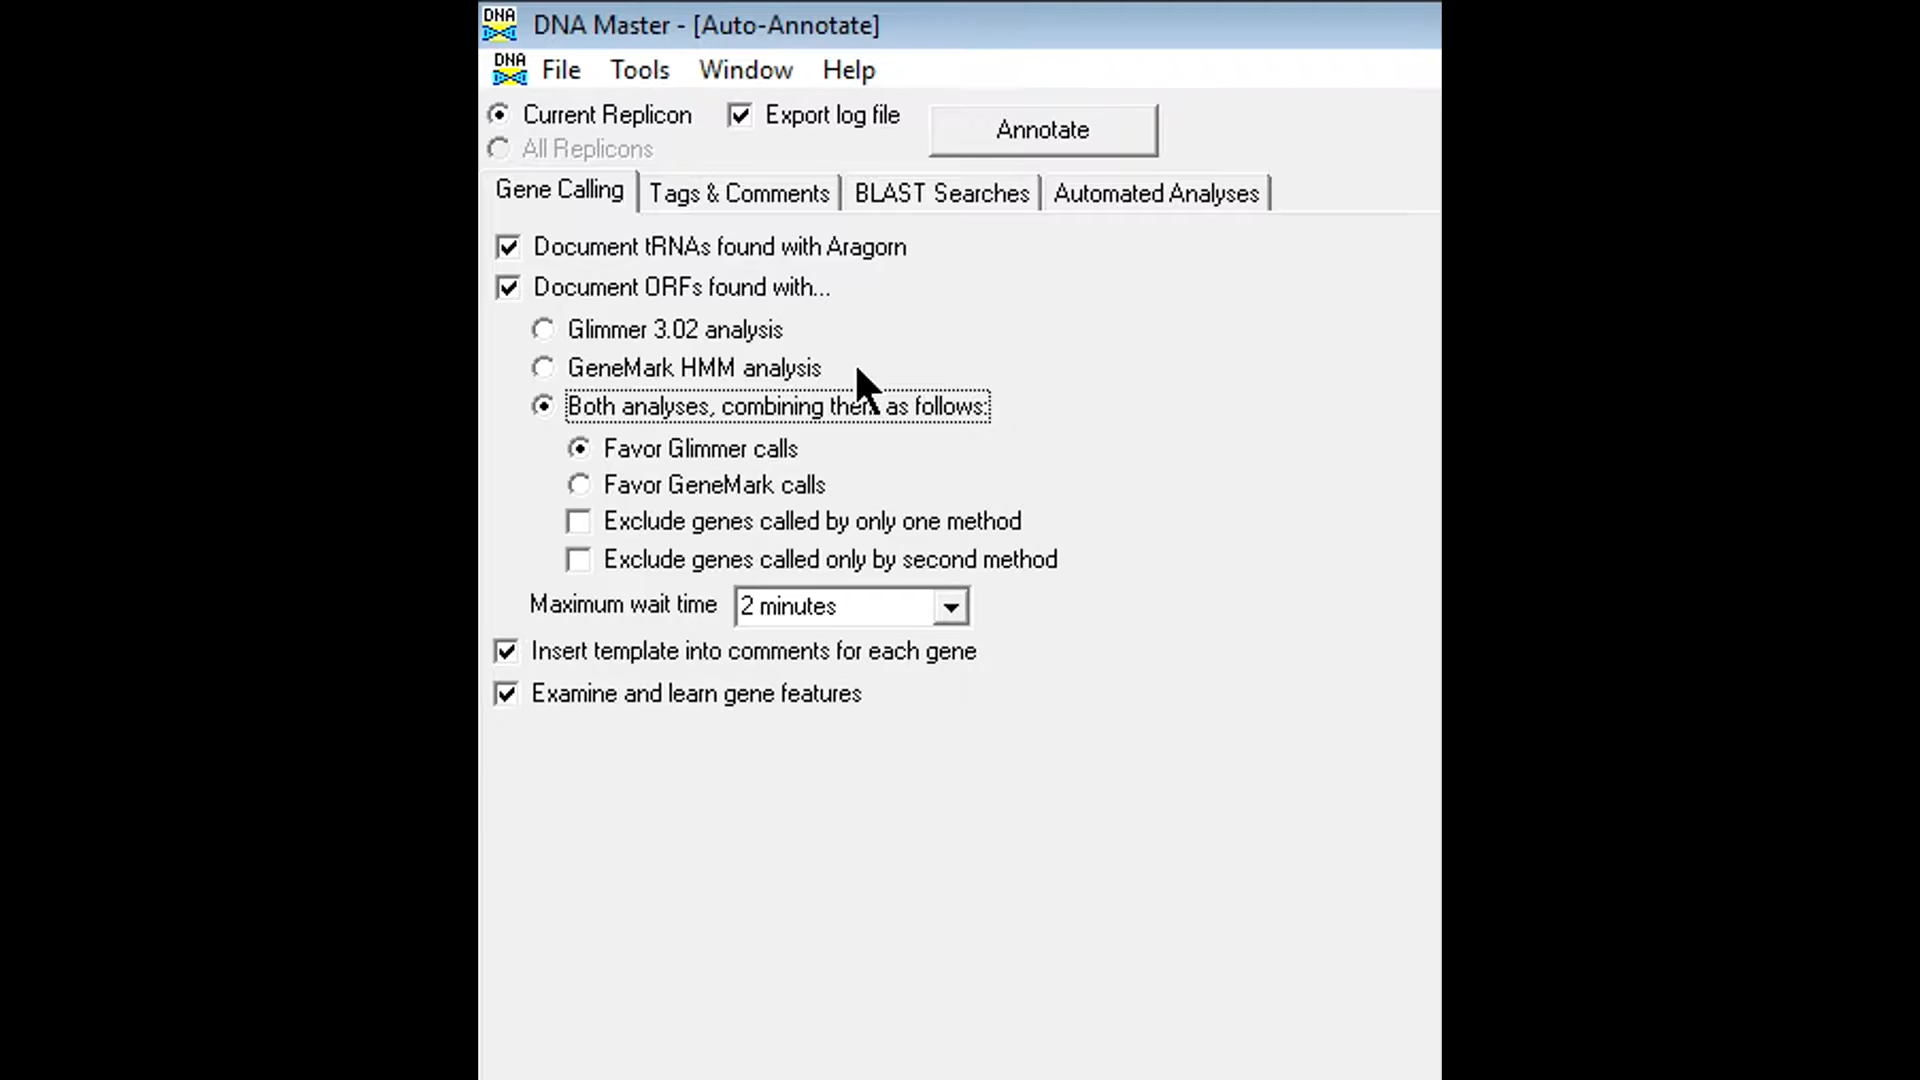 DNA DNA Master - [Auto-Annotate]
DNA File Tools Window Help
Current Replicon Export log file Annotate
All Replicons
Gene Calling Tags & Comments BLAST Searches Automated Analyses
Document tRNAs found with Aragorn
Document ORFs found with...
Glimmer 3.02 analysis
GeneMark HMM analysis
Both analyses, combining them as follows:
Favor Glimmer calls
Favor GeneMark calls
Exclude genes called by only one method
Exclude genes called only by second method
Maximum wait time 2 minutes
Insert template into comments for each gene
Examine and learn gene features